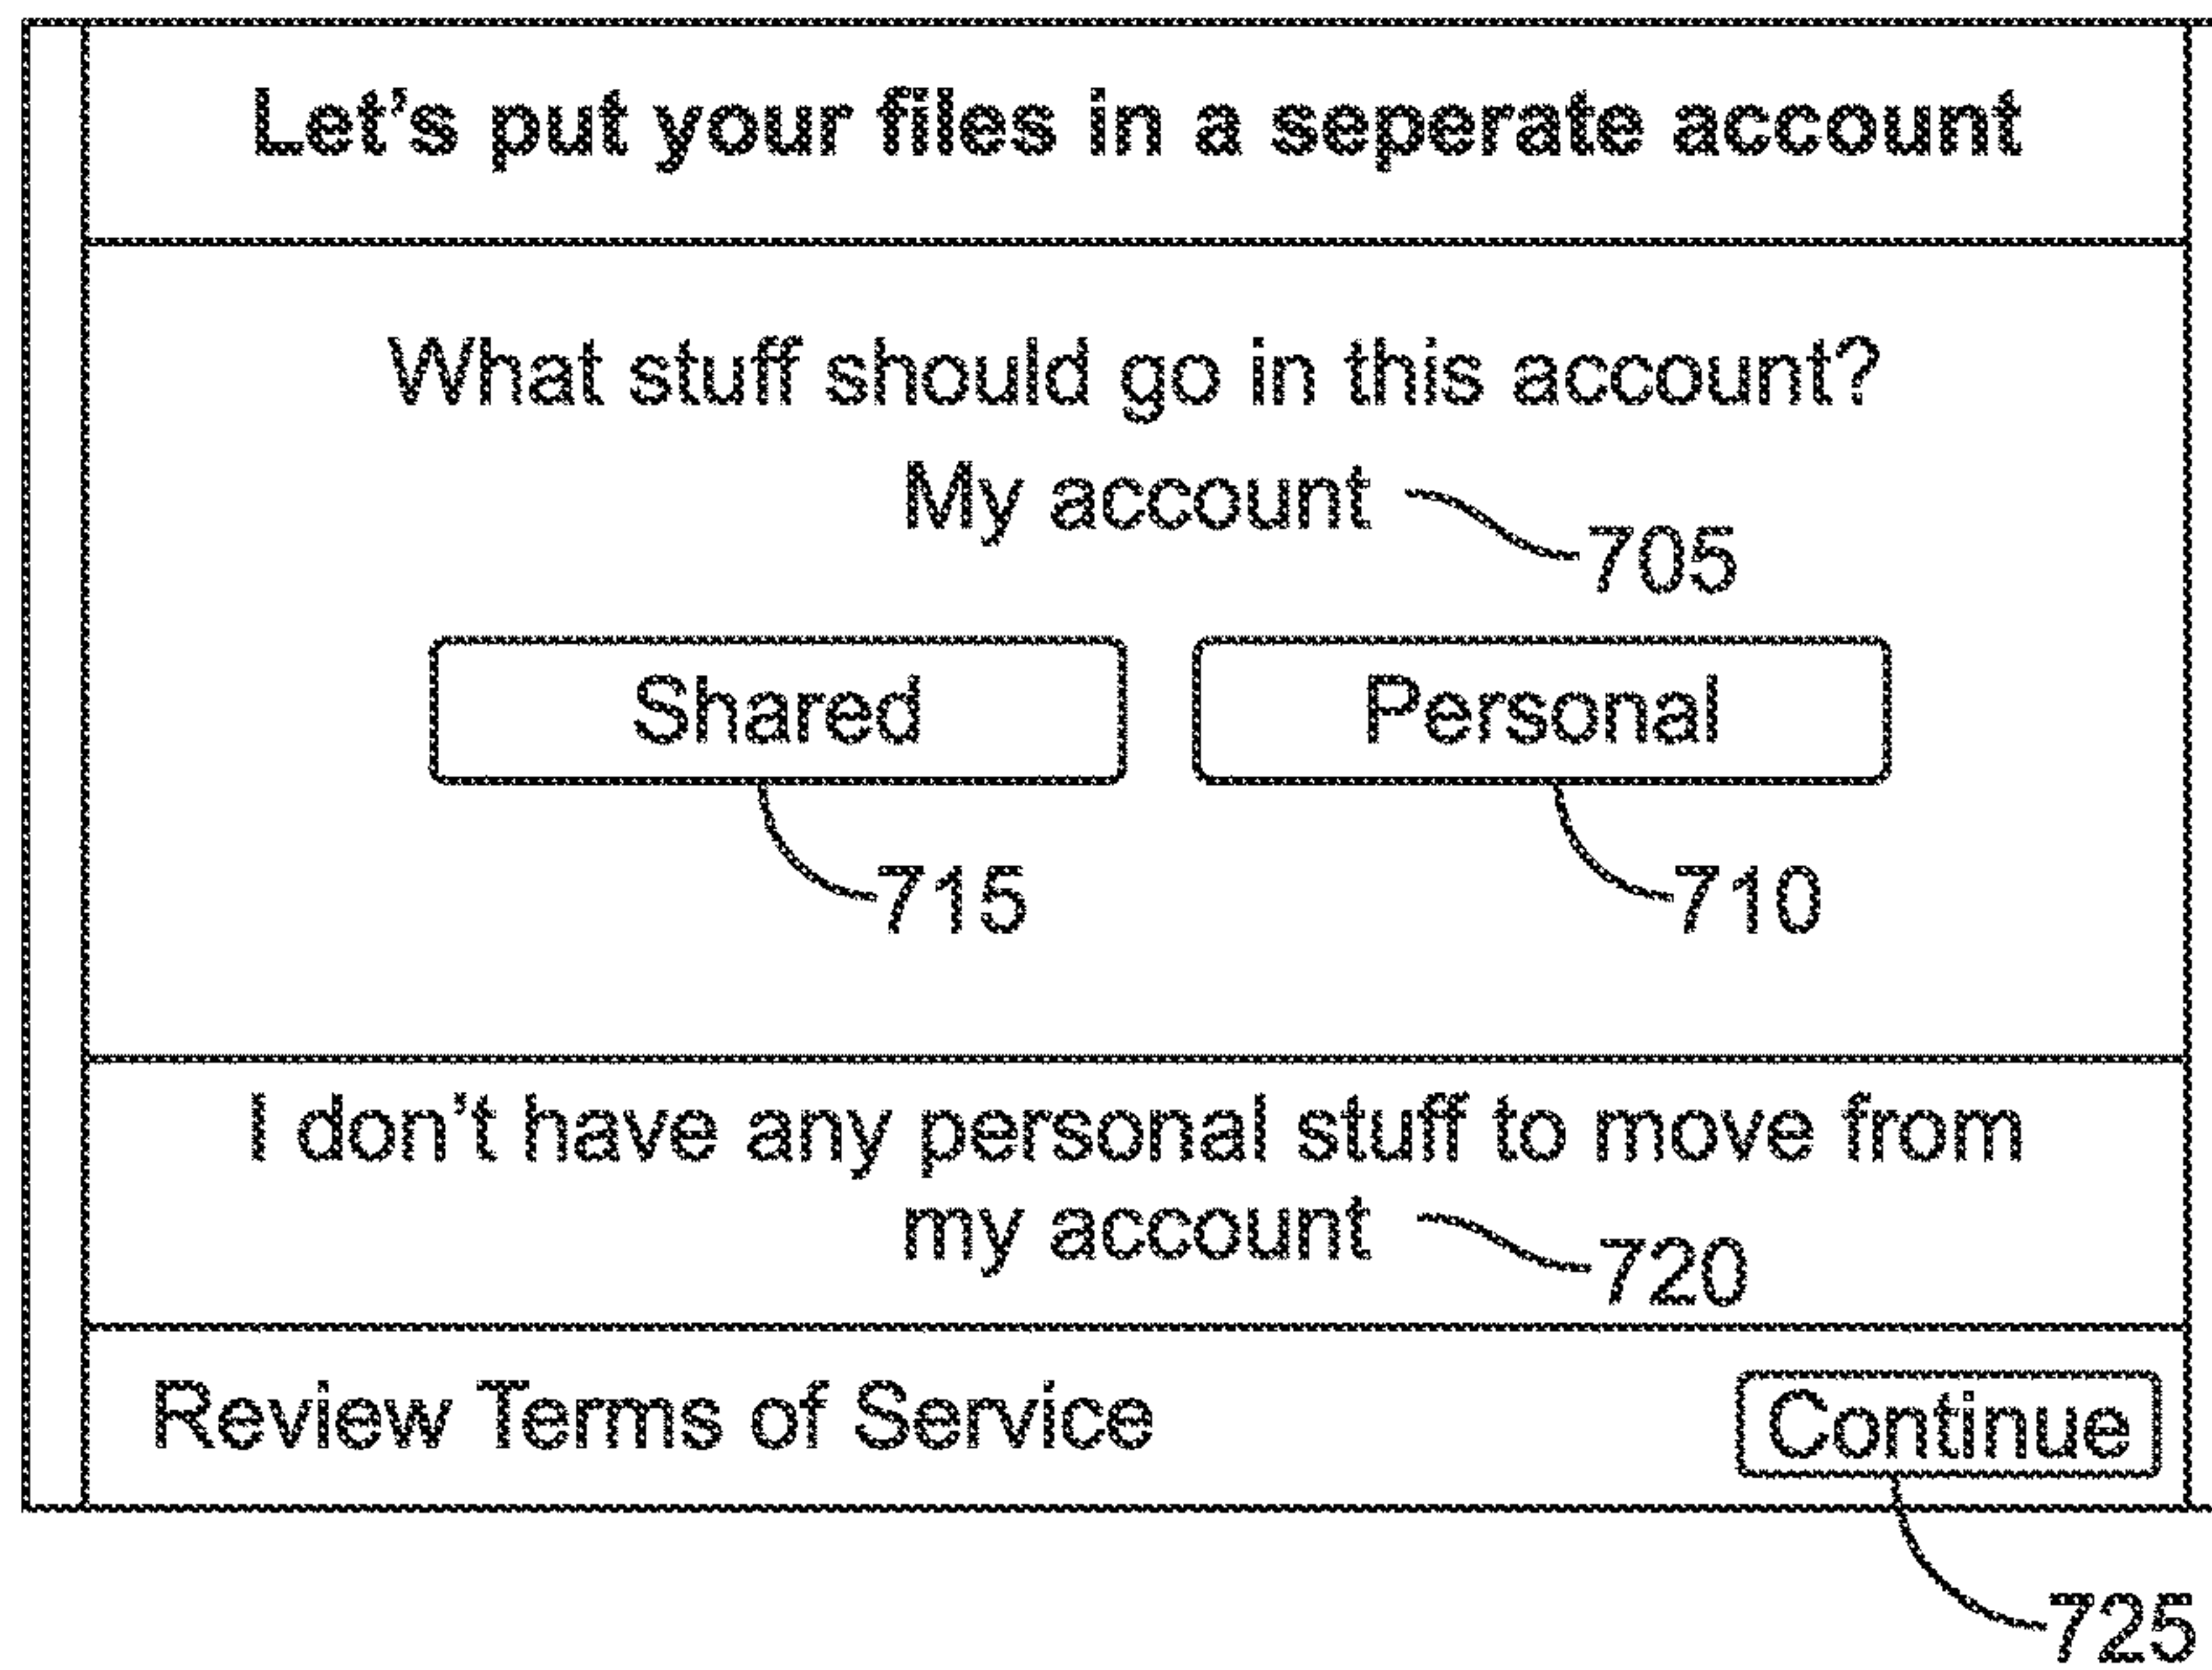 Let's put your files in a seperate account
What stuff should go in this account?
My account
705
Shared
Personal
715
710
I don't have any personal stuff to move from
my account
720
Review Terms of Service
Continue
725